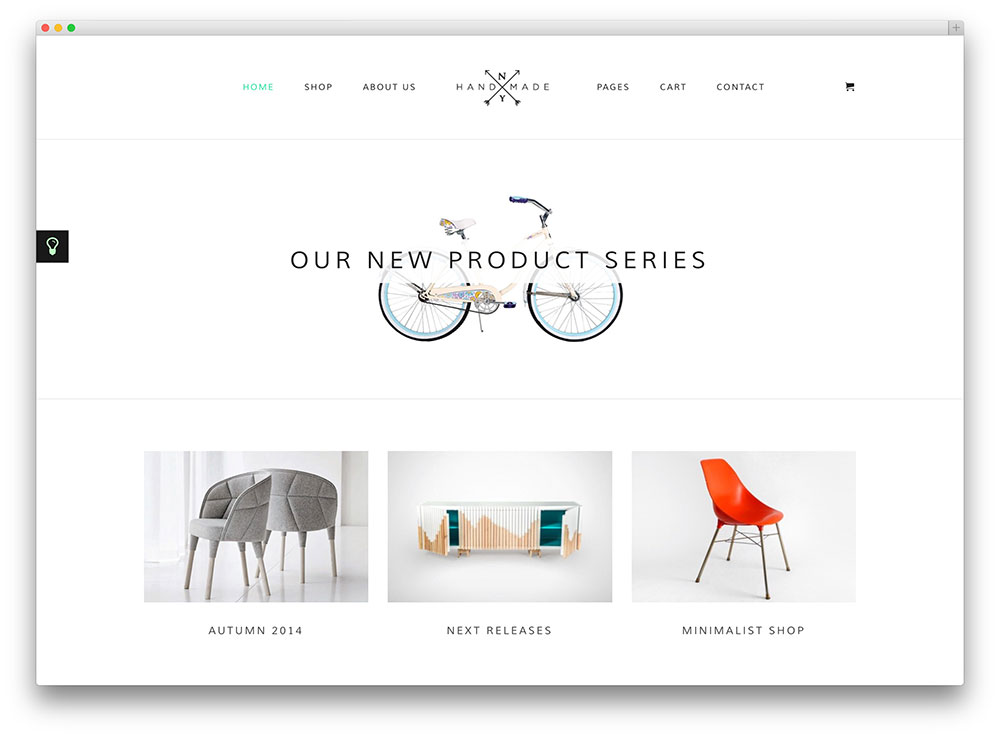 HOME SHOP ABOUT US HAND MADE N Y PAGES CART CONTACT
OUR NEW PRODUCT SERIES
AUTUMN 2014 NEXT RELEASES MINIMALIST SHOP